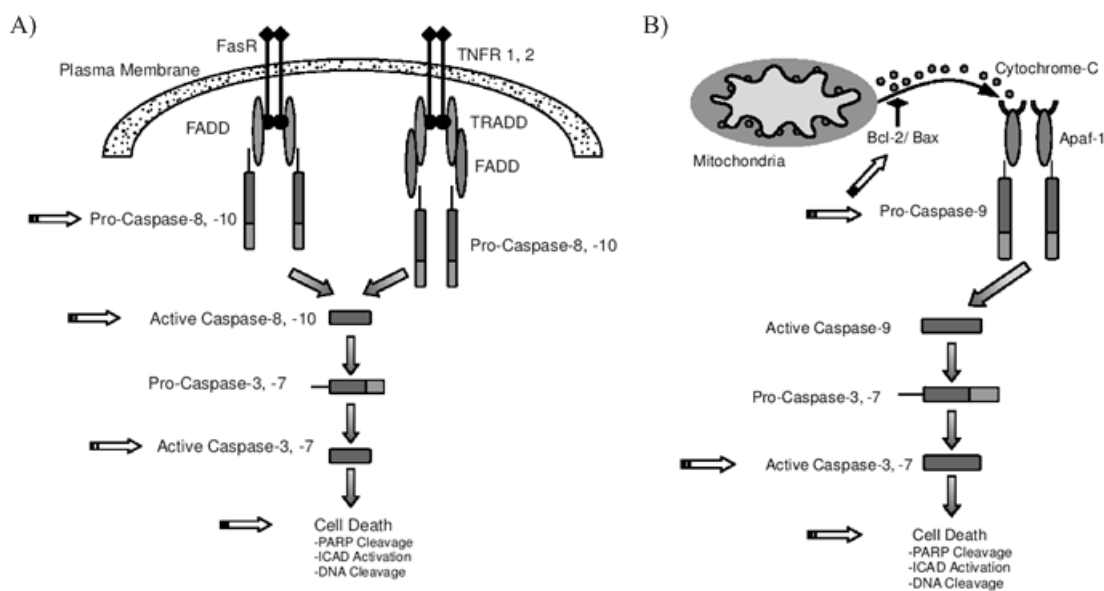 A)
FasR
TNFR 1, 2
Plasma Membrane
FADD
TRADD
FADD
Pro-Caspase-8, -10
Pro-Caspase-8, -10
Active Caspase-8, -10
Pro-Caspase-3, -7
Active Caspase-3, -7
Cell Death
-PARP Cleavage
-ICAD Activation
-DNA Cleavage
B)
Cytochrome-C
Bcl-2/ Bax
Apaf-1
Mitochondria
Pro-Caspase-9
Active Caspase-9
Pro-Caspase-3, -7
Active Caspase-3, -7
Cell Death
-PARP Cleavage
-ICAD Activation
-DNA Cleavage